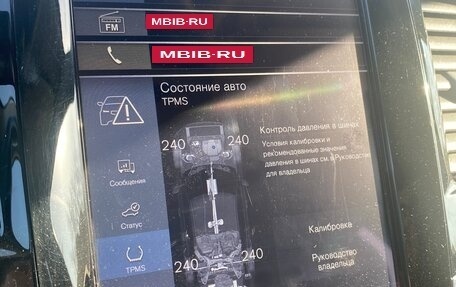 FM
MBIB-RU
MBIB-RU
Состояние авто
TPMS
240
240
Контроль давления в шинах
Условия калибровки и
рекомендованные значения
давления в шинах см. в Руководстве
для владельца
Сообщения
Статус
Калибровка
TPMS
240
240
Руководство
владельца